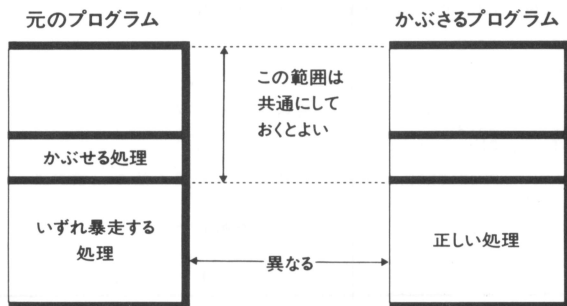 元のプログラム
かぶさるプログラム
この範囲は
共通にして
おくとよい
かぶせる処理
いずれ暴走する
処理
異なる
正しい処理